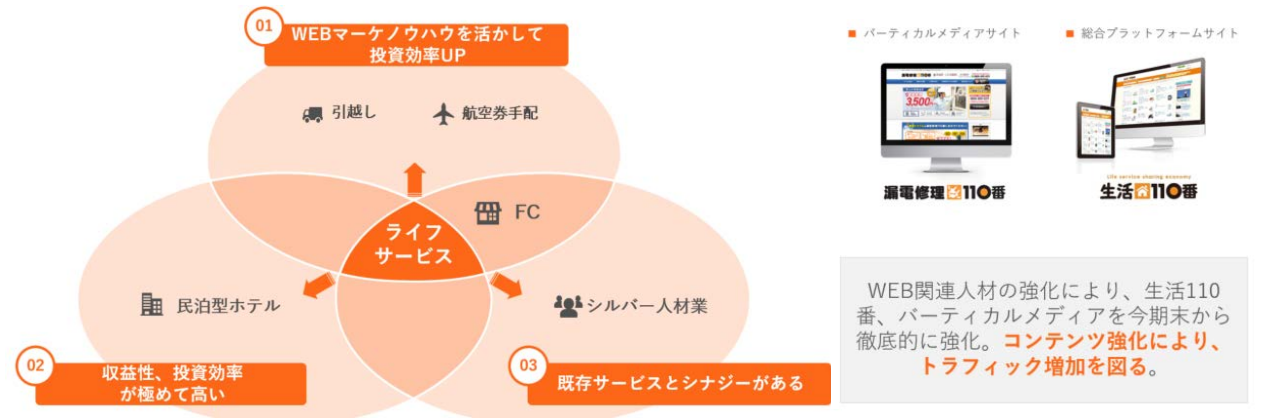 01
WEBマーケノウハウを活かして
投資効率UP
引越し
航空券手配
FC
ライフ
サービス
民泊型ホテル
シルバー人材業
02
収益性、投資効率
が極めて高い
03
既存サービスとシナジーがある
■ バーティカルメディアサイト
■ 総合プラットフォームサイト
3,500
漏電修理110番
Life service sharing economy
生活110番
WEB関連人材の強化により、生活110
番、バーティカルメディアを今期末から
徹底的に強化。コンテンツ強化により、
トラフィック増加を図る。